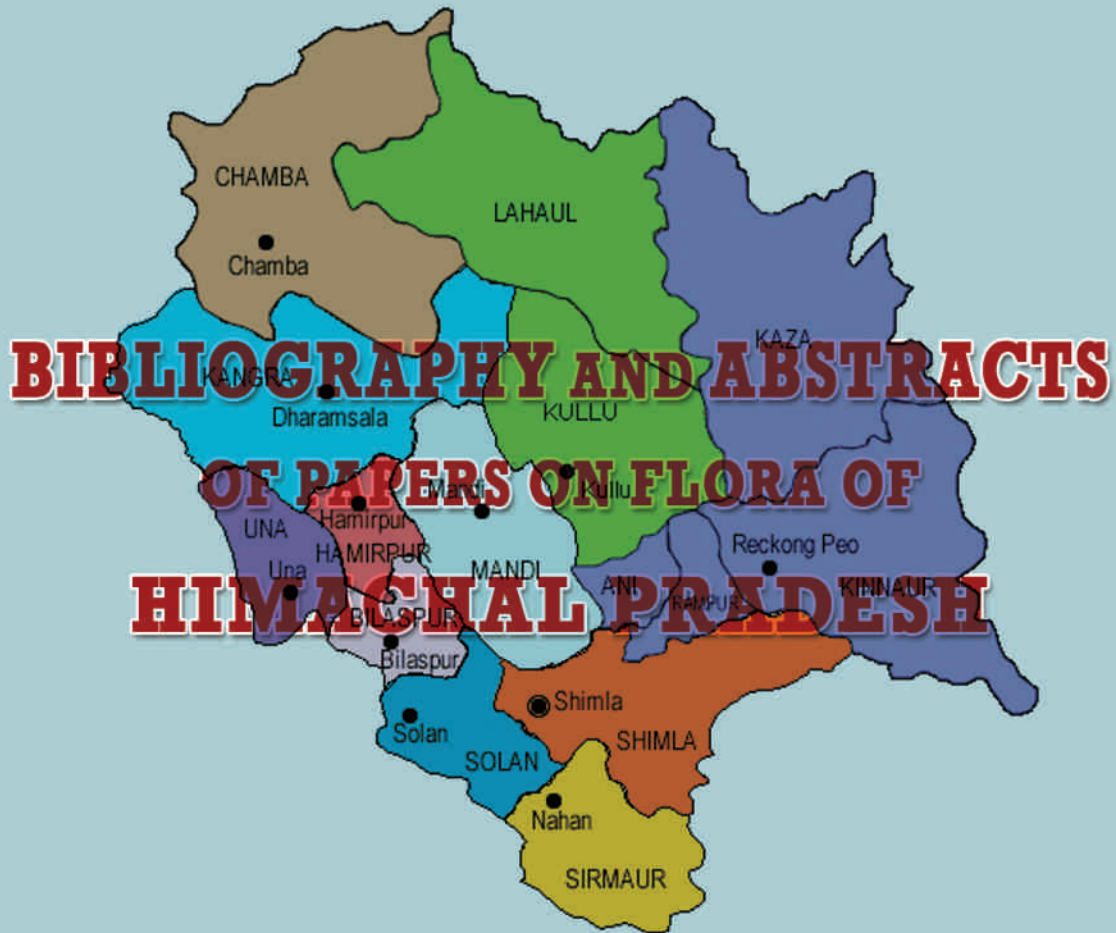 CHAMBA
Chamba
LAHAUL
KAZA
BIBLIOGRAPHY AND ABSTRACTS
KANGRA
Dharamsala
KULLU
Kullu
OF PAPERS ON FLORA OF
Mandi
MANDI
UNA
Una
Hamirpur
HAMIRPUR
Reckong Peo
KINNAUR
ANI
RAMPUR
HIMACHAL PRADESH
BILASPUR
Bilaspur
Shimla
SHIMLA
Solan
SOLAN
Nahan
SIRMAUR